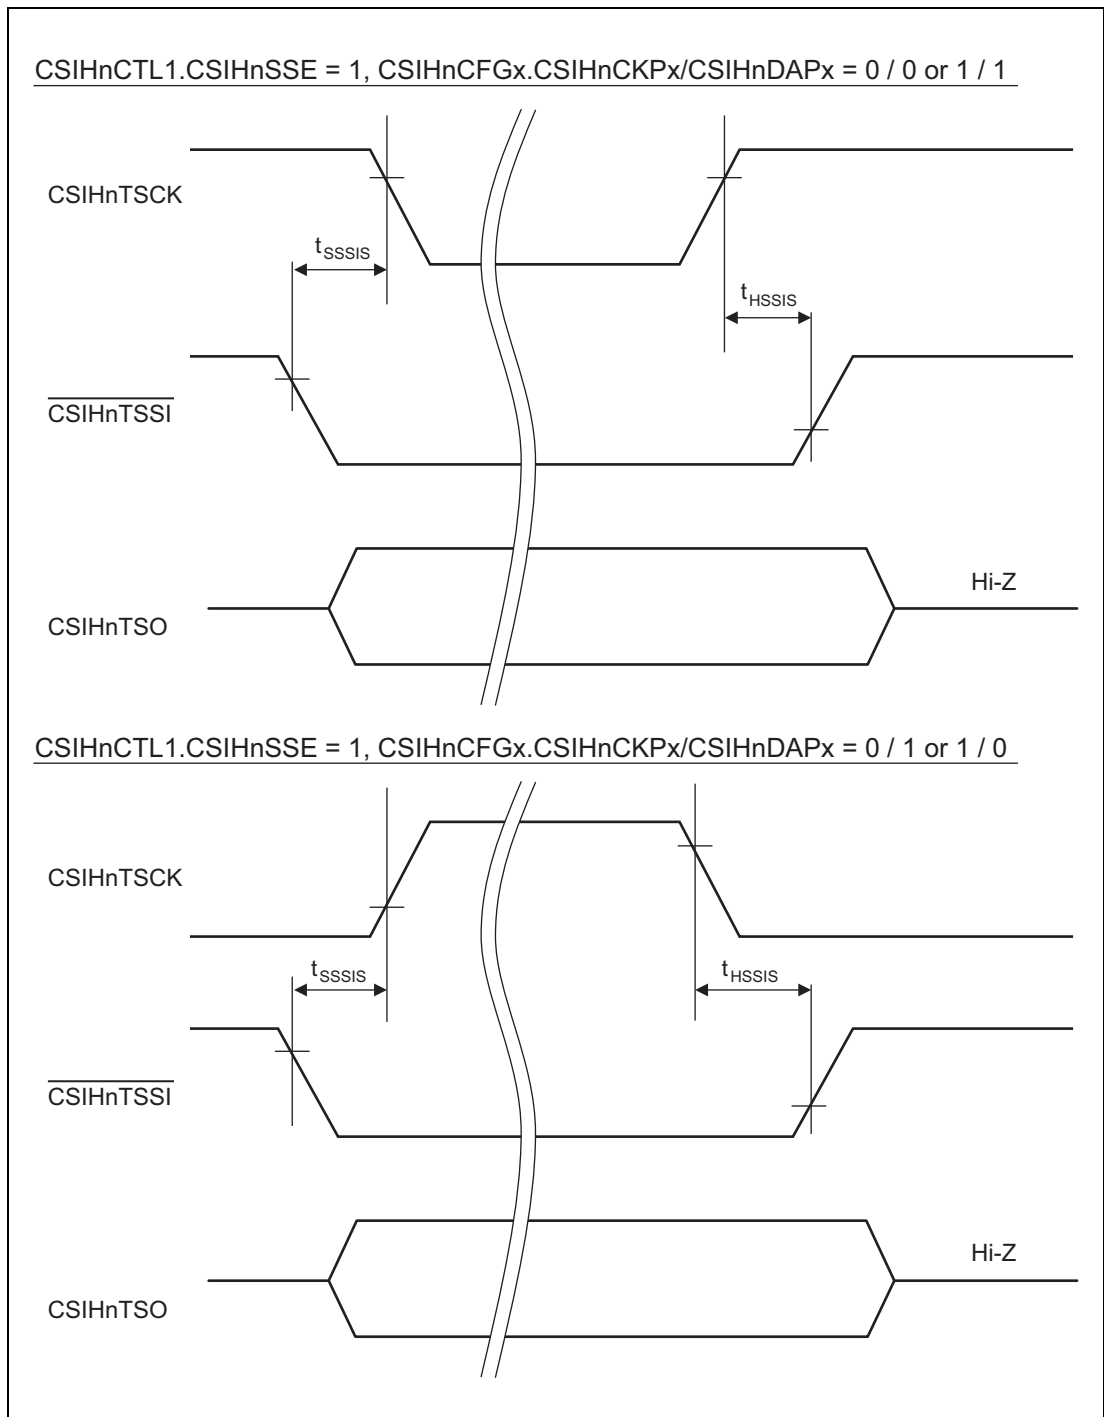 CSIHnCTL1.CSIHnSSE = 1, CSIHnCFGx.CSIHnCKPx/CSIHnDAPx = 0 / 0 or 1 / 1
CSIHnTSCK
tSSSIS
tHSSIS
CSIHnTSSI
Hi-Z
CSIHnTSO
CSIHnCTL1.CSIHnSSE = 1, CSIHnCFGx.CSIHnCKPx/CSIHnDAPx = 0 / 1 or 1 / 0
CSIHnTSCK
tSSSIS
tHSSIS
CSIHnTSSI
Hi-Z
CSIHnTSO